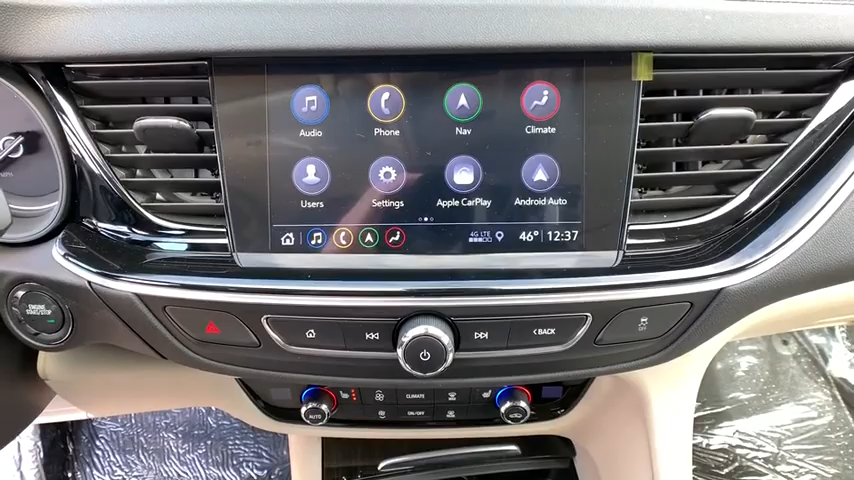 Audio Phone Nav Climate
Users Settings Apple CarPlay Android Auto
4G LTE 46° 12:37
ENGINE
START/STOP
BACK
OFF
CLIMATE
AUTO ON/OFF